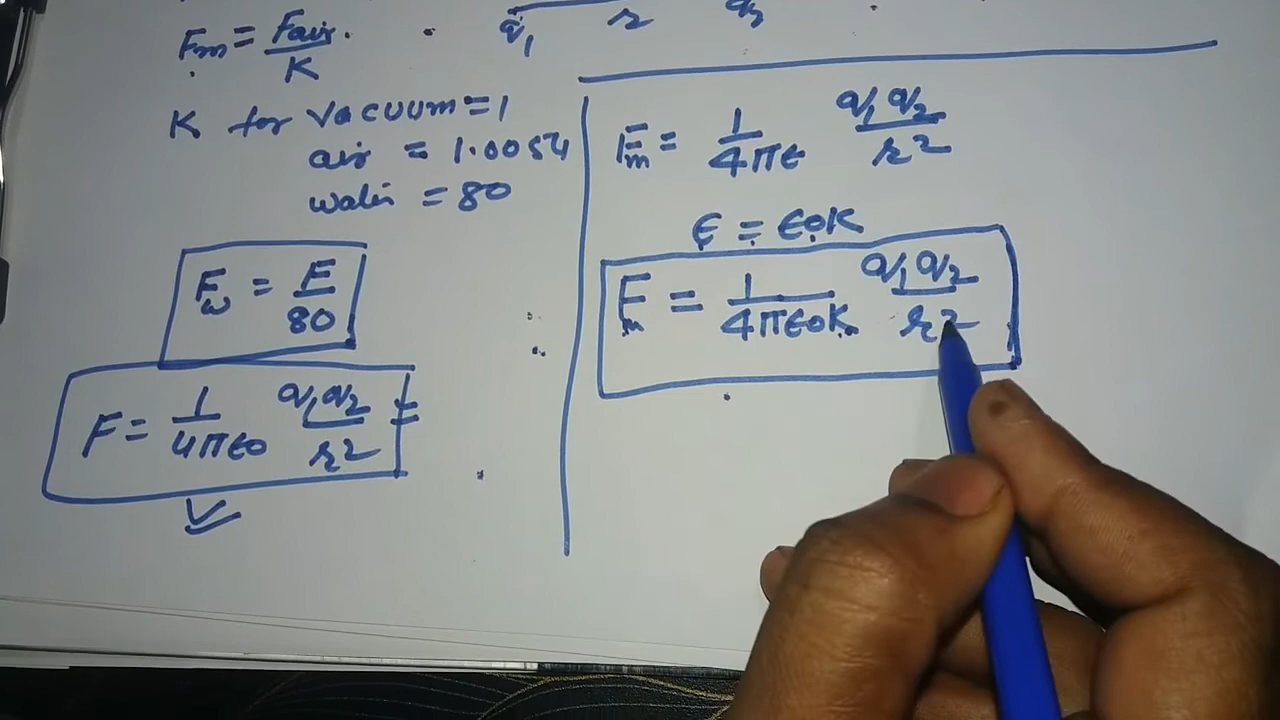 q₁ r q₂
Fm = Fair/K
K for vacuum = 1
air = 1.0054
water = 80
Fw = F/80
F = 1/4πε0 q₁q₂/r² =
Fm = 1/4πε q₁q₂/r²
ε = ε0K
Fm = 1/4πε0K q₁q₂/r²